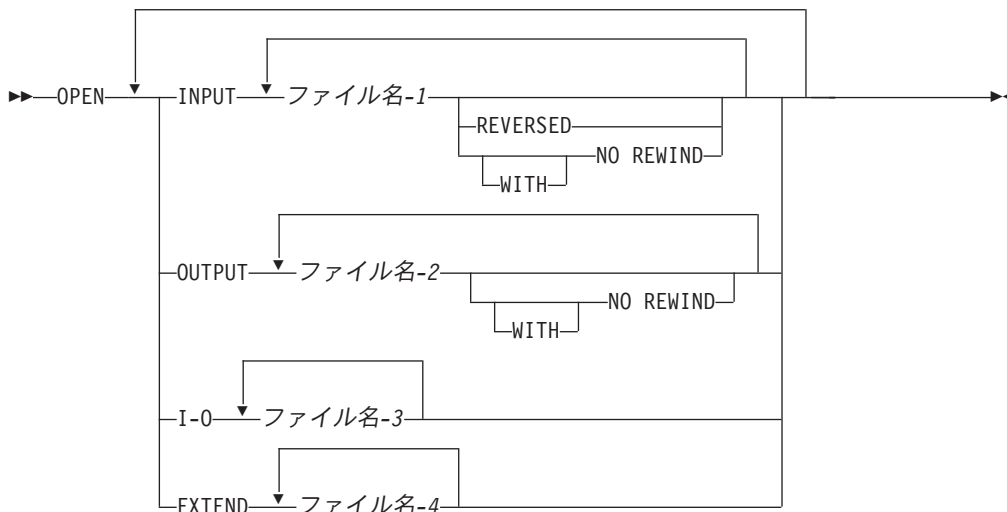 OPEN INPUT ファイル名-1
REVERSED
NO REWIND
WITH
OUTPUT ファイル名-2
NO REWIND
WITH
I-O ファイル名-3
EXTEND ファイル名-4